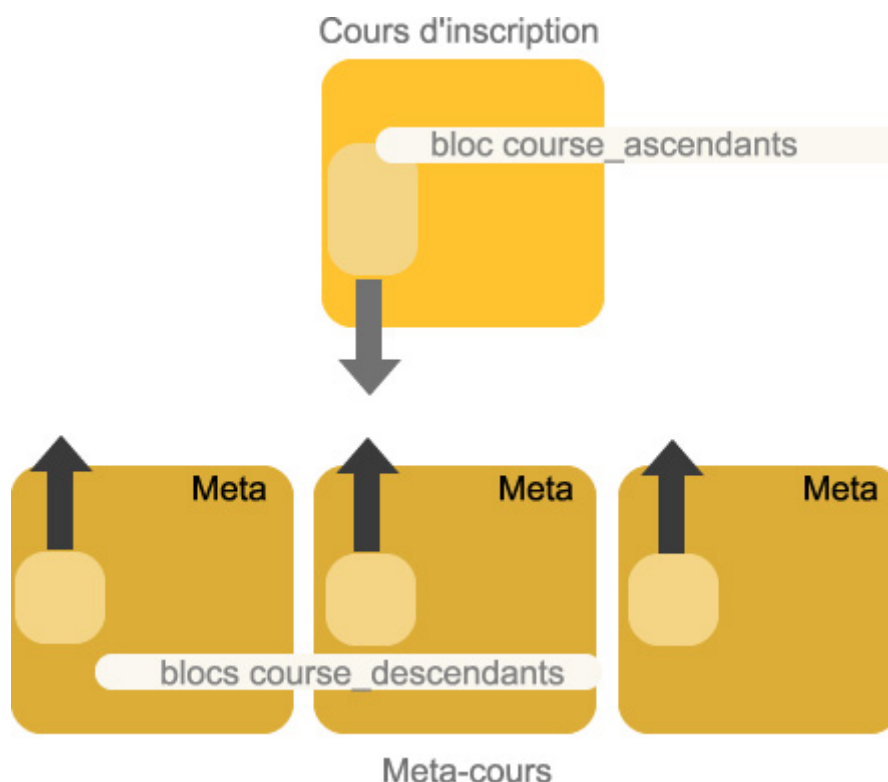 Cours d'inscription
bloc course_ascendants
Meta Meta Meta
blocs course_descendants
Meta-cours